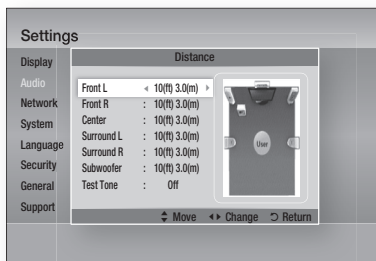 Settings
Distance
Display
Audio
Network
System
Language
Security
General
Support
Front L ◀ 10(ft) 3.0(m) ▶
Front R : 10(ft) 3.0(m)
Center : 10(ft) 3.0(m)
Surround L : 10(ft) 3.0(m)
Surround R : 10(ft) 3.0(m)
Subwoofer : 10(ft) 3.0(m)
Test Tone : Off
User
Move Change Return